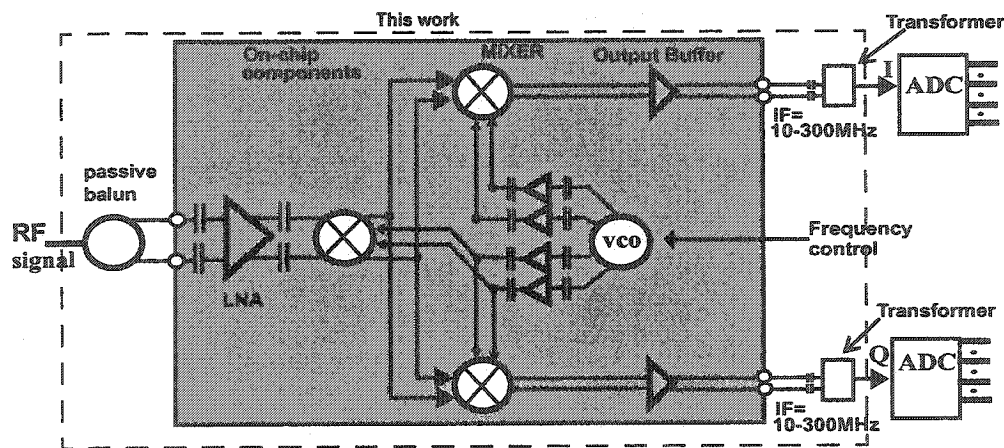 This work
Transformer
On-chip
components
MIXER
Output Buffer
I
ADC
IF=
10-300MHz
passive
balun
RF
signal
LNA
vco
Frequency
control
Transformer
Q
ADC
IF=
10-300MHz